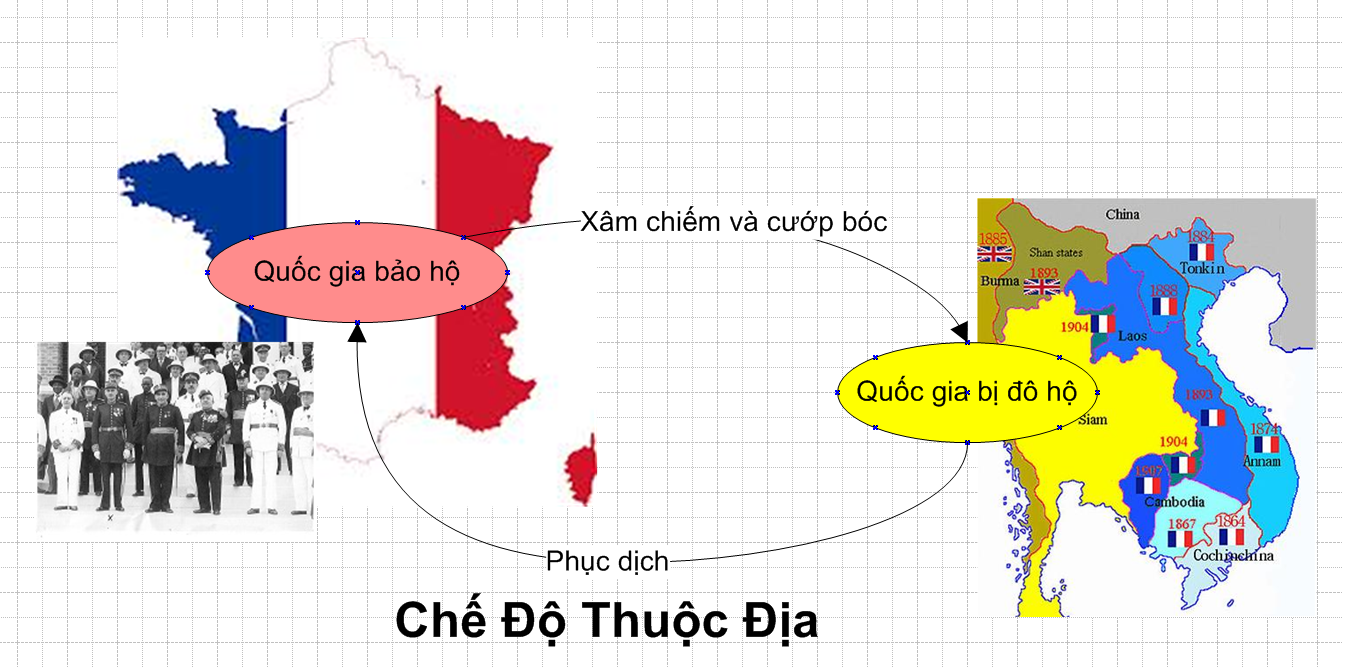 Xâm chiếm và cướp bóc
Quốc gia bảo hộ
Quốc gia bị đô hộ
Phục dịch
Chế Độ Thuộc Địa
China
1885
Shan states
Burma
1893
1884
Tonkin
1888
1904
Laos
Siam
1893
1904
1874
Annam
Cambodia
1867
1864
Cochinchina
x